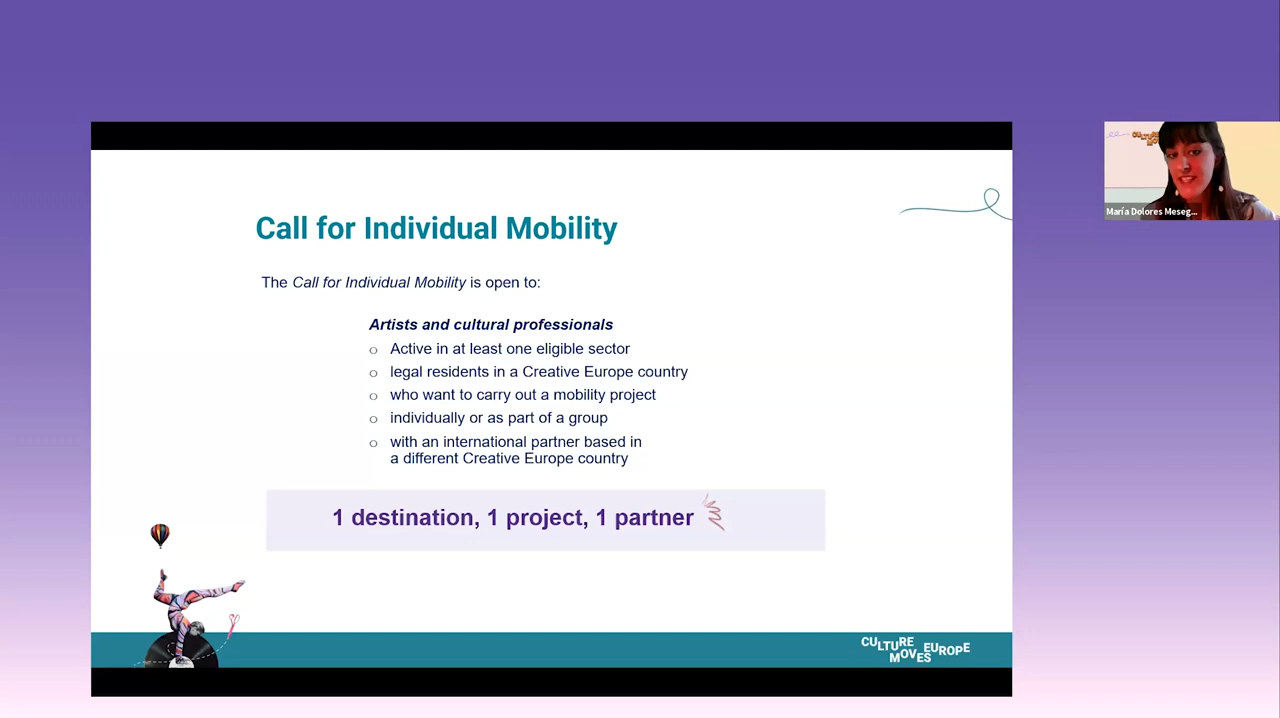 Call for Individual Mobility
The Call for Individual Mobility is open to:
Artists and cultural professionals
o Active in at least one eligible sector
o legal residents in a Creative Europe country
o who want to carry out a mobility project
o individually or as part of a group
o with an international partner based in
a different Creative Europe country
1 destination, 1 project, 1 partner
CULTURE
MOVES EUROPE
María Dolores Meseg...